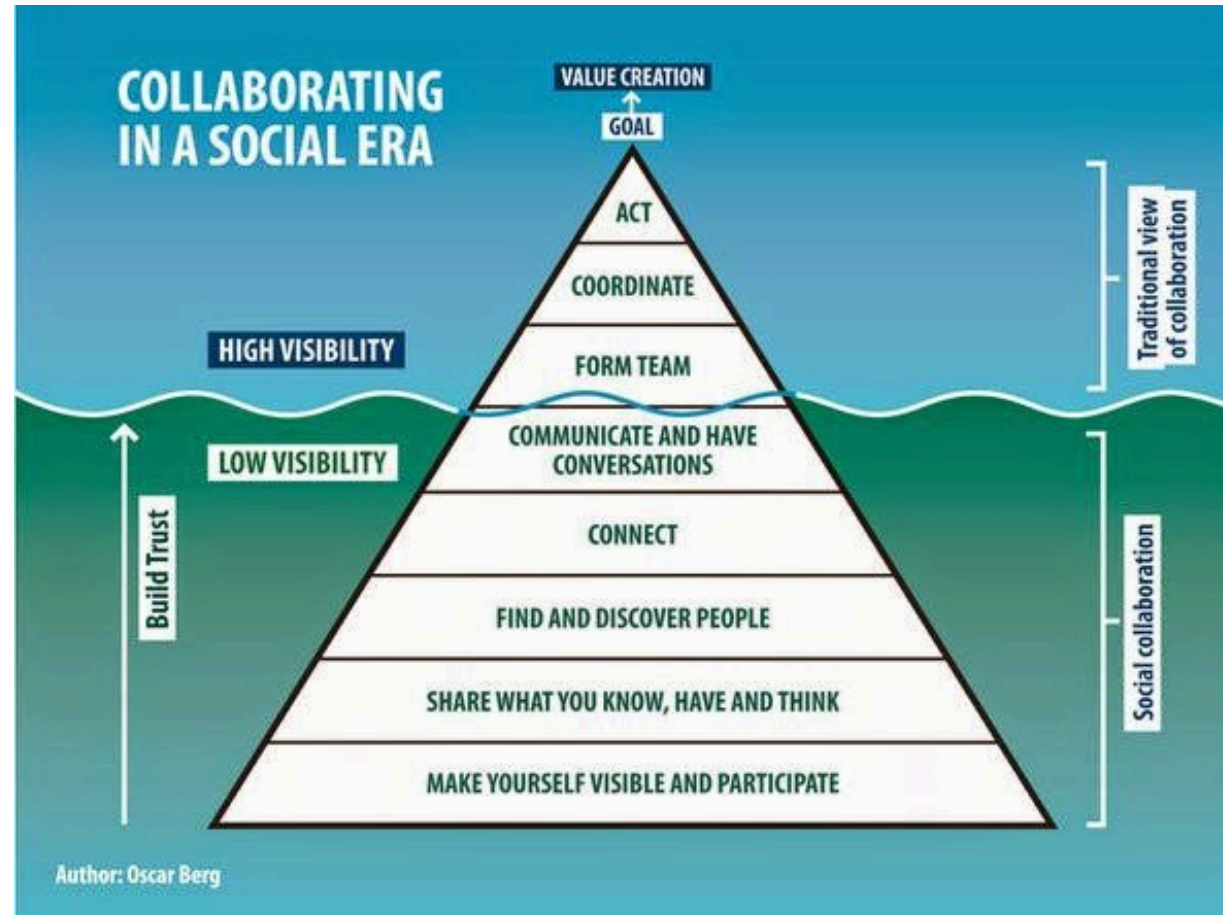 COLLABORATING
IN A SOCIAL ERA
VALUE CREATION
GOAL
ACT
COORDINATE
FORM TEAM
HIGH VISIBILITY
Traditional view
of collaboration
LOW VISIBILITY
COMMUNICATE AND HAVE
CONVERSATIONS
CONNECT
FIND AND DISCOVER PEOPLE
SHARE WHAT YOU KNOW, HAVE AND THINK
MAKE YOURSELF VISIBLE AND PARTICIPATE
Build Trust
Social collaboration
Author: Oscar Berg